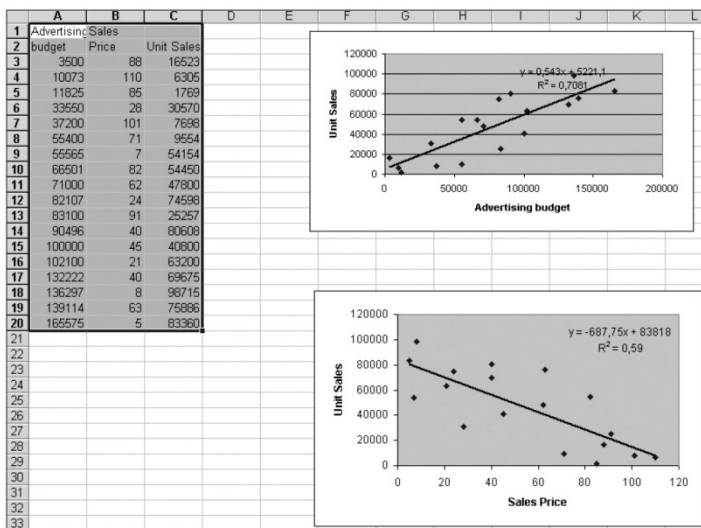 A B C D E F G H I J K L
1 Advertising Sales
2 budget Price Unit Sales
3 3500 88 16523
4 10073 110 6305
5 11825 85 1769
6 33550 28 30570
7 37200 101 7698
8 55400 71 9554
9 55565 7 54154
10 66501 82 54450
11 71000 62 47800
12 82107 24 74598
13 83100 91 25257
14 90496 40 80608
15 100000 45 40800
16 102100 21 63200
17 132222 40 69675
18 136297 8 98715
19 139114 63 75886
20 165575 5 83360
21
22
23
24
25
26
27
28
29
30
31
32
33
120000
100000
80000
60000
40000
20000
0
Unit Sales
y = 0,543x + 5221,1
R² = 0,7081
0 50000 100000 150000 200000
Advertising budget
120000
100000
80000
60000
40000
20000
0
Unit Sales
y = -687,75x + 83818
R² = 0,59
0 20 40 60 80 100 120
Sales Price